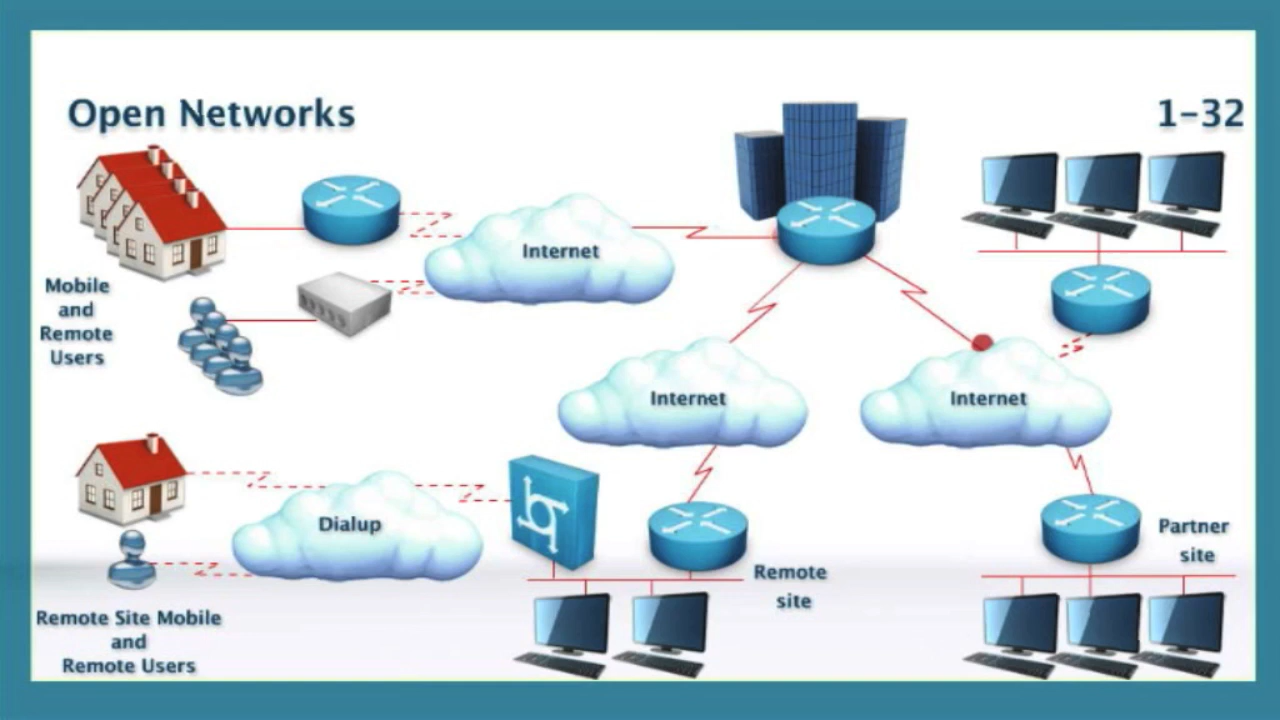 Open Networks
1-32
Internet
Mobile
and
Remote
Users
Internet
Internet
Dialup
Partner
site
Remote
site
Remote Site Mobile
and
Remote Users